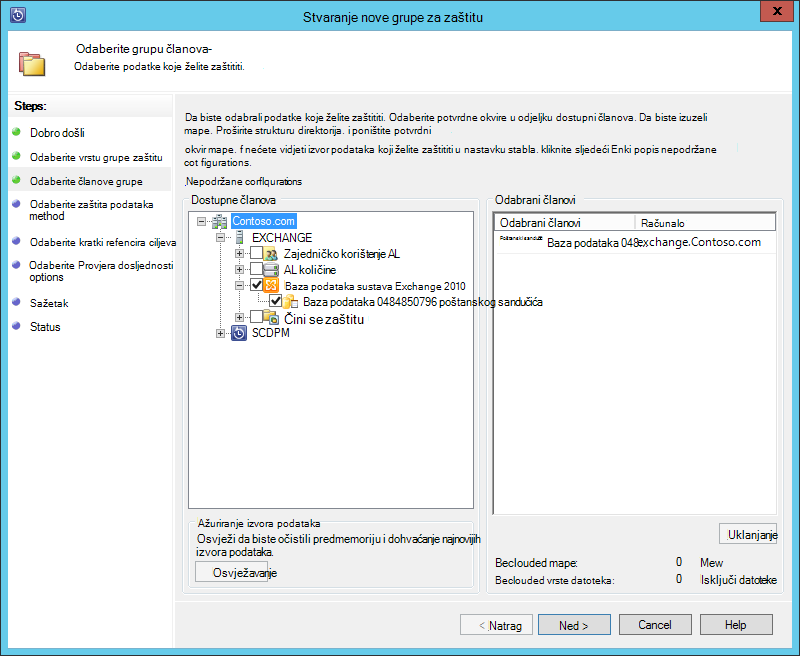 Stvaranje nove grupe za zaštitu
x
Odaberite grupu članova-
Odaberite podatke koje želite zaštititi.
Steps:
Dobro došli
Odaberite vrstu grupe zaštitu
Odaberite članove grupe
Odaberite zaštita podataka
method
Odaberite kratki refencira ciljeva
Odaberite Provjera dosljednosti
options
Sažetak
Status
Da biste odabrali podatke koje želite zaštititi. Odaberite potvrdne okvire u odjeljku dostupni članova. Da biste izuzeli
mape. Proširite strukturu direktorija. i poništite potvrdni
okvir mape. f nećete vidjeti izvor podataka koji želite zaštititi u nastavku stabla. kliknite sljedeći Enki popis nepodržane
cot figurations.
Nepodržane corflqurations
Dostupne članova
Contoso.com
EXCHANGE
Zajedničko korištenje AL
AL količine
Baza podataka sustava Exchange 2010
Baza podataka 0484850796 poštanskog sandučića
Čini se zaštitu
SCDPM
Ažuriranje izvora podataka
Osvježi da biste očistili predmemoriju i dohvaćanje najnovijih
izvora podataka.
Osvježavanje
Odabrani članovi
Odabrani članovi Računalo
Poštanski sandučić Baza podataka 048 exchange.Contoso.com
Uklanjanje
Beclouded mape: 0 Mew
Beclouded vrste datoteka: 0 Isključi datoteke
< Natrag
Ned >
Cancel
Help